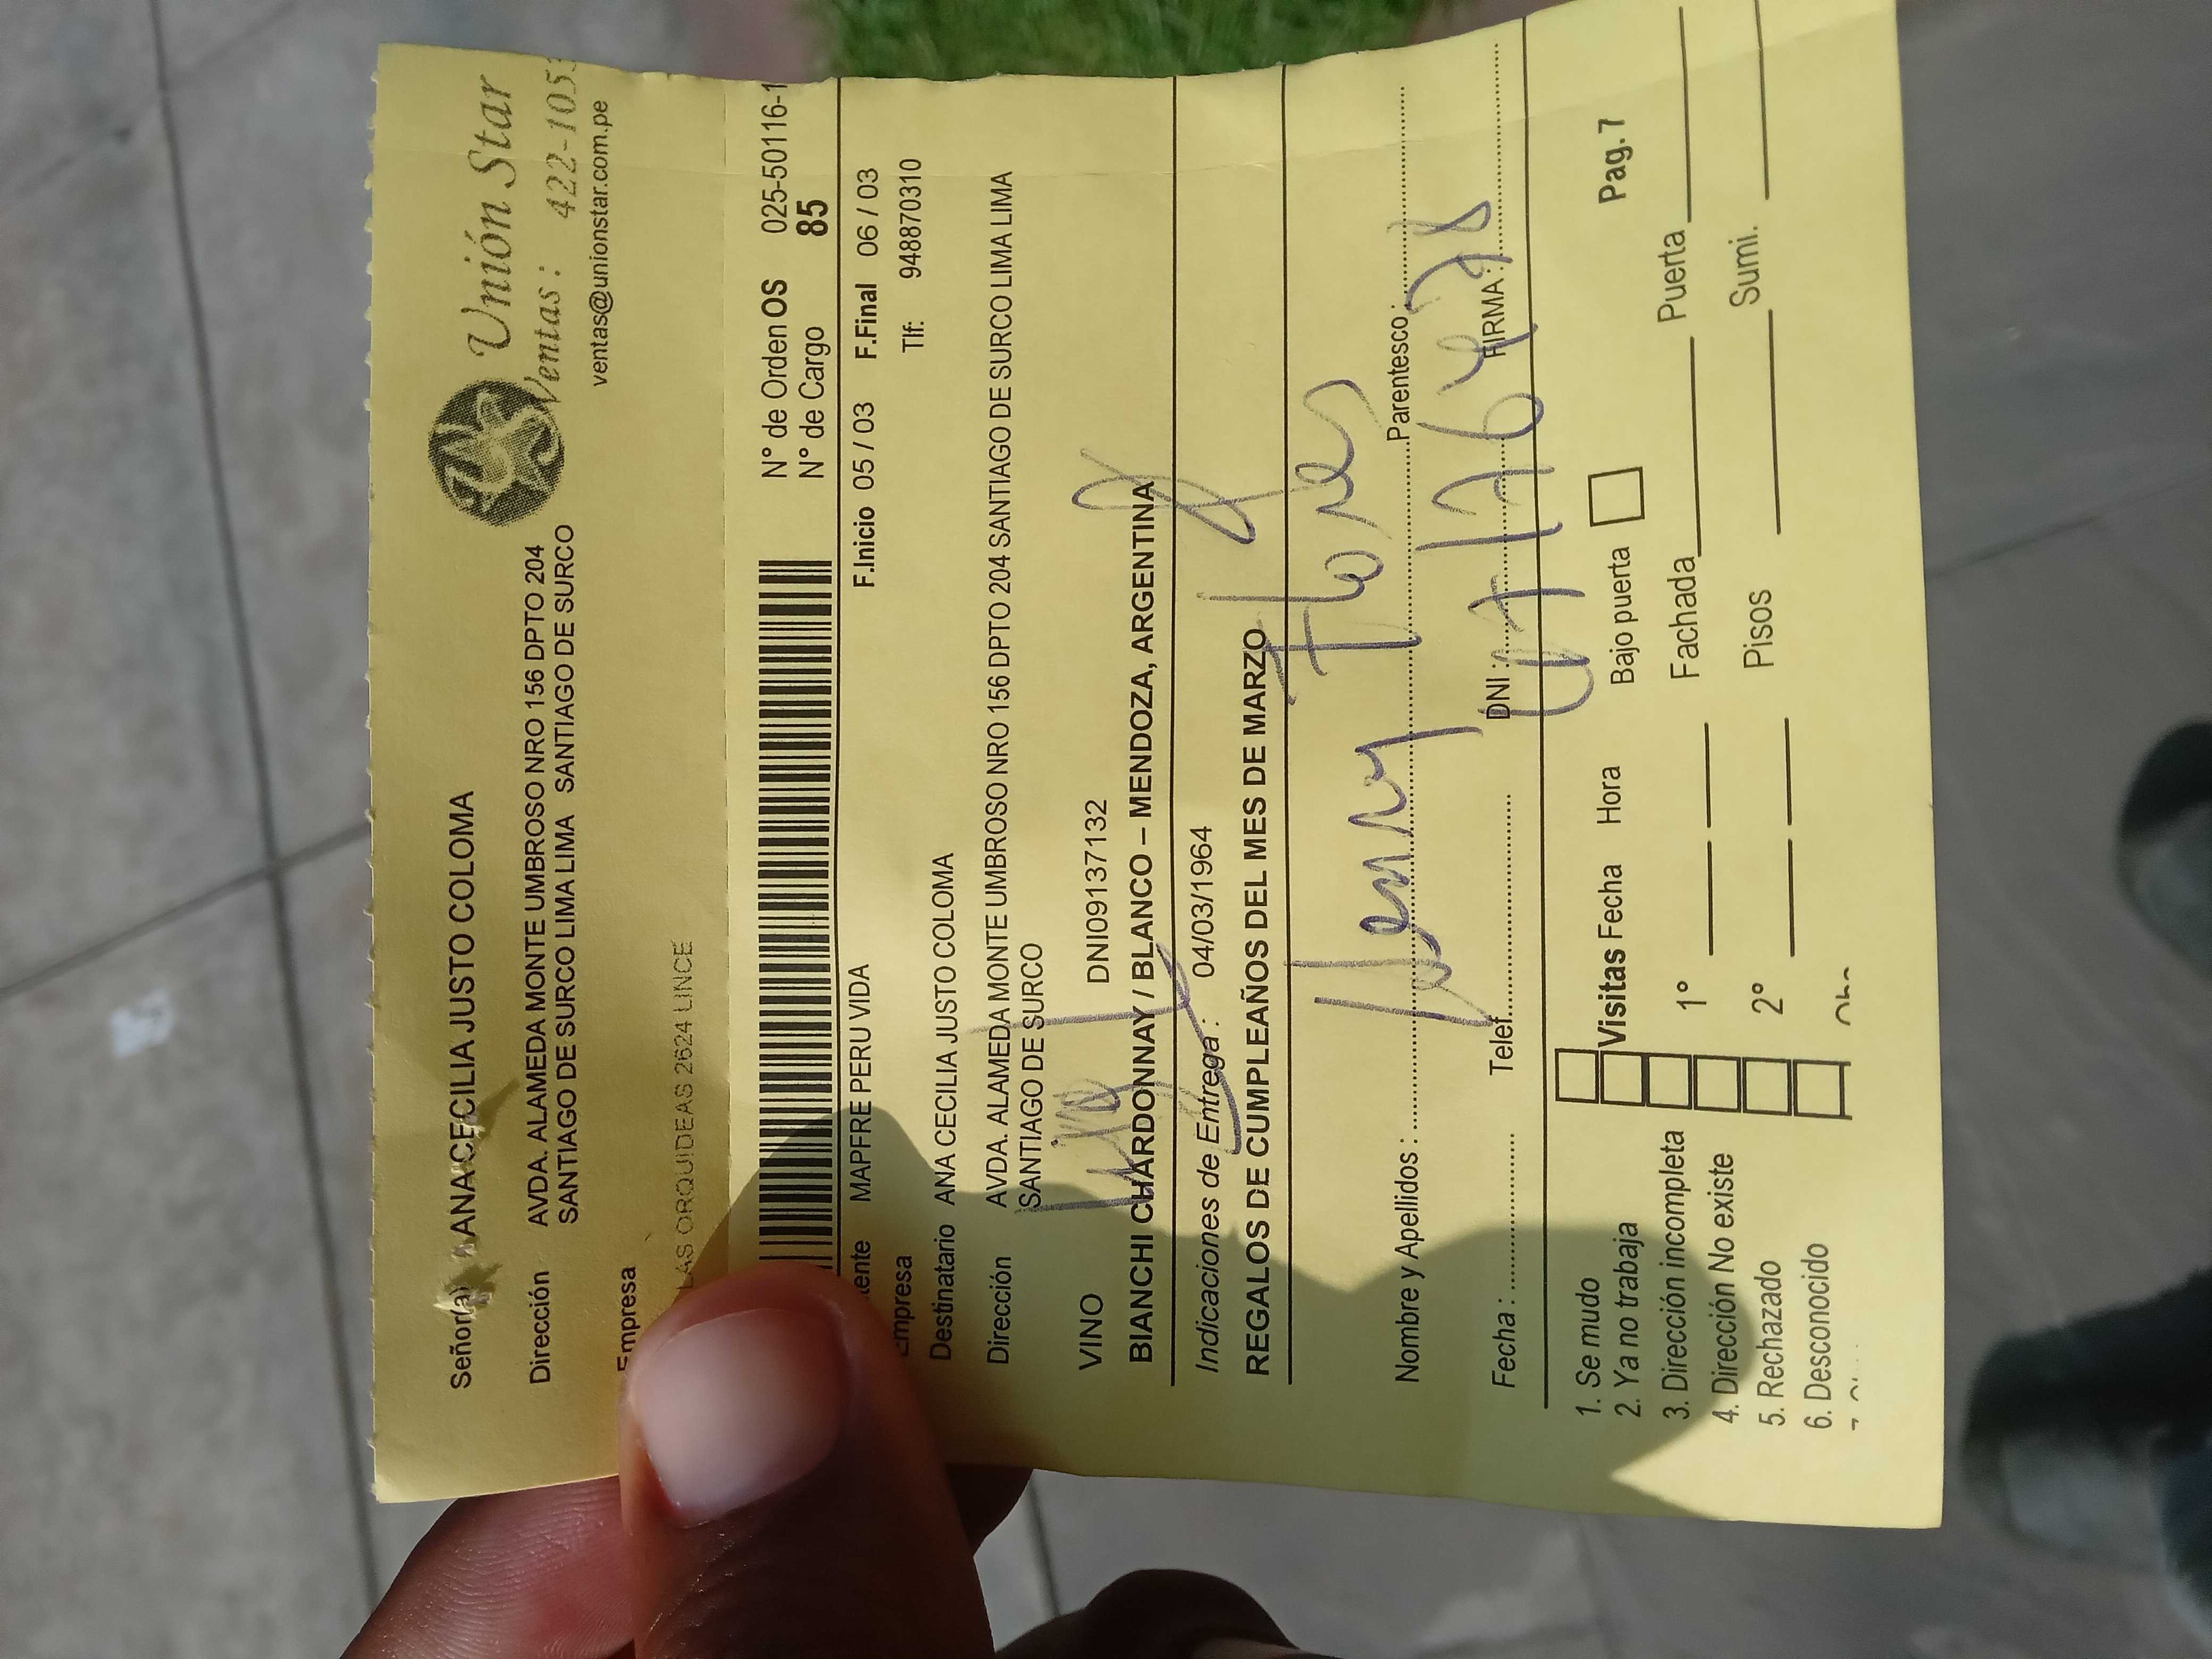 Señor(a) ANA CECILIA JUSTO COLOMA
Unión Star
Ventas : 422-105
ventas@unionstar.com.pe
Dirección AVDA. ALAMEDA MONTE UMBROSO NRO 156 DPTO 204
SANTIAGO DE SURCO LIMA LIMA SANTIAGO DE SURCO
Empresa
LAS ORQUIDEAS 2624 LINCE
N° de Orden OS 025-50116-1
N° de Cargo 85
MAPFRE PERU VIDA F.Inicio 05 / 03 F.Final 06 / 03
Empresa Tlf: 948870310
Destinatario ANA CECILIA JUSTO COLOMA
Dirección AVDA. ALAMEDA MONTE UMBROSO NRO 156 DPTO 204 SANTIAGO DE SURCO LIMA LIMA
SANTIAGO DE SURCO
VINO DNI09137132
BIANCHI CHARDONNAY / BLANCO – MENDOZA, ARGENTINA
Indicaciones de Entrega : 04/03/1964
REGALOS DE CUMPLEAÑOS DEL MES DE MARZO
Henry Flores
Nombre y Apellidos : Parentesco :
Fecha : Telef. DNI : FIRMA :
1. Se mudo
2. Ya no trabaja
3. Dirección incompleta
4. Dirección No existe
5. Rechazado
6. Desconocido
Visitas Fecha Hora Bajo puerta Pag. 7
1° Fachada Puerta
2° Pisos Sumi.